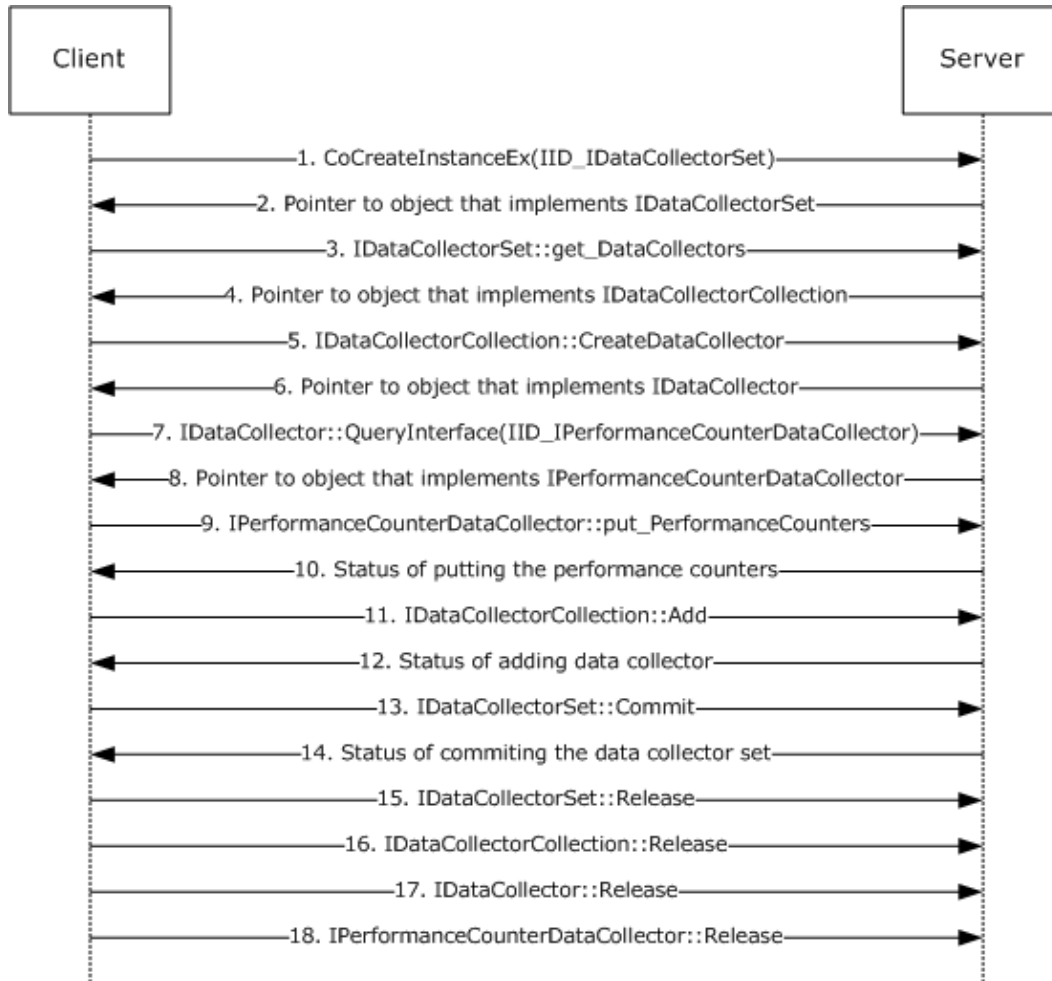 Client
Server
1. CoCreateInstanceEx(IID_IDataCollectorSet)
2. Pointer to object that implements IDataCollectorSet
3. IDataCollectorSet::get_DataCollectors
4. Pointer to object that implements IDataCollectorCollection
5. IDataCollectorCollection::CreateDataCollector
6. Pointer to object that implements IDataCollector
7. IDataCollector::QueryInterface(IID_IPerformanceCounterDataCollector)
8. Pointer to object that implements IPerformanceCounterDataCollector
9. IPerformanceCounterDataCollector::put_PerformanceCounters
10. Status of putting the performance counters
11. IDataCollectorCollection::Add
12. Status of adding data collector
13. IDataCollectorSet::Commit
14. Status of commiting the data collector set
15. IDataCollectorSet::Release
16. IDataCollectorCollection::Release
17. IDataCollector::Release
18. IPerformanceCounterDataCollector::Release